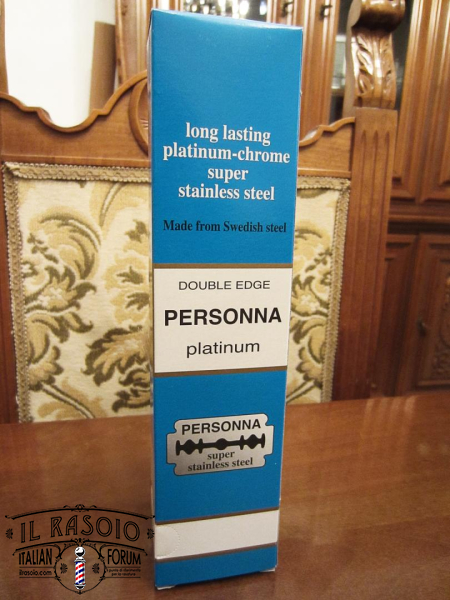 long lasting
platinum-chrome
super
stainless steel
Made from Swedish steel
DOUBLE EDGE
PERSONNA
platinum
PERSONNA
super
stainless steel
IL RASOIO
ITALIAN FORUM
ilrasoio.com